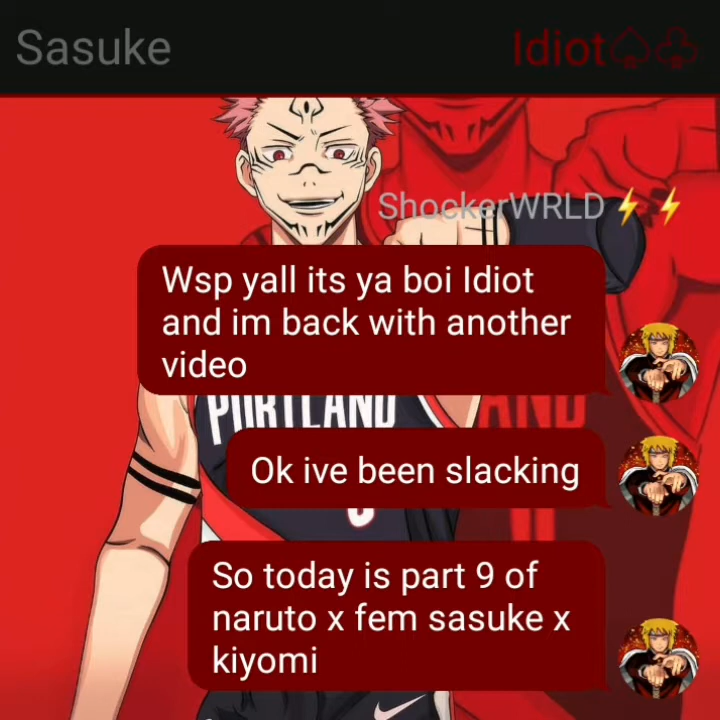 Sasuke Idiot♤♧
ShockerWRLD ⚡⚡
Wsp yall its ya boi Idiot
and im back with another
video
PORTLAND
Ok ive been slacking
So today is part 9 of
naruto x fem sasuke x
kiyomi